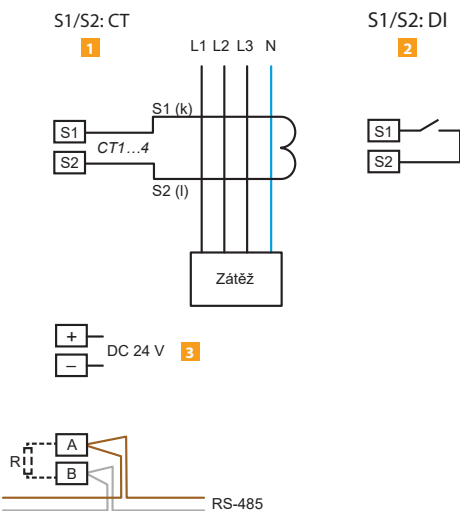 S1/S2: CT
1
S1/S2: DI
2
L1 L2 L3 N
S1 (k)
S1
CT1…4
S2
S2 (l)
S1
S2
Zátěž
+
DC 24 V
3
–
A
R
B
RS-485